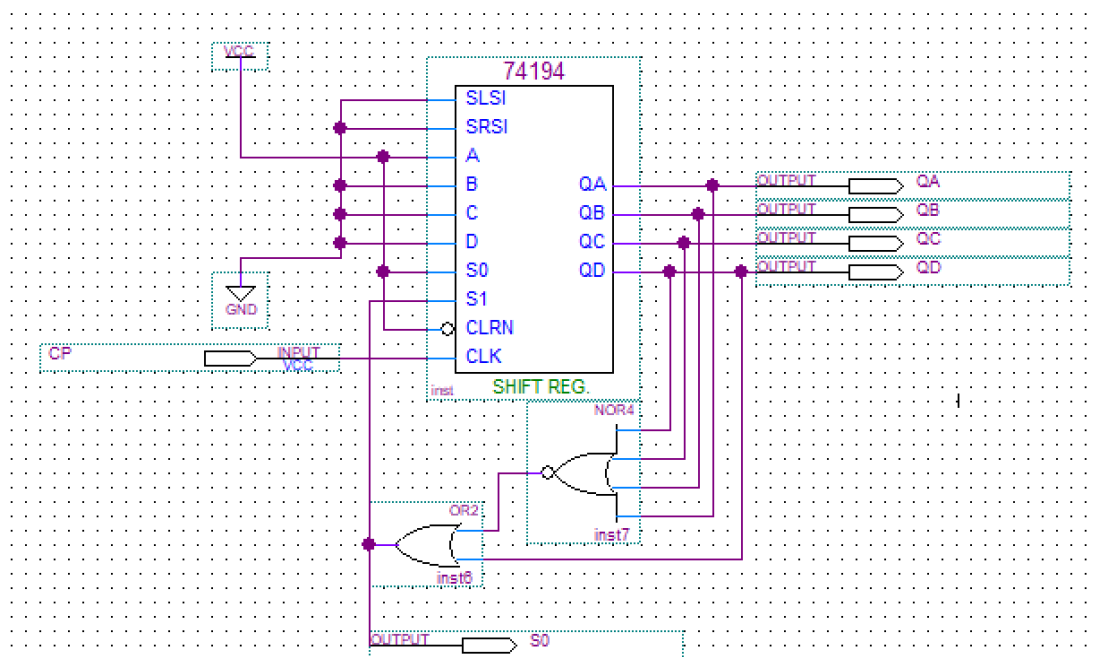 VCC
74194
SLSI
SRSI
A
B
C
D
S0
S1
CLRN
CLK
QA
QB
QC
QD
inst
SHIFT REG.
OUTPUT QA
OUTPUT QB
OUTPUT QC
OUTPUT QD
GND
CP INPUT
VCC
NOR4
inst7
OR2
inst6
OUTPUT S0